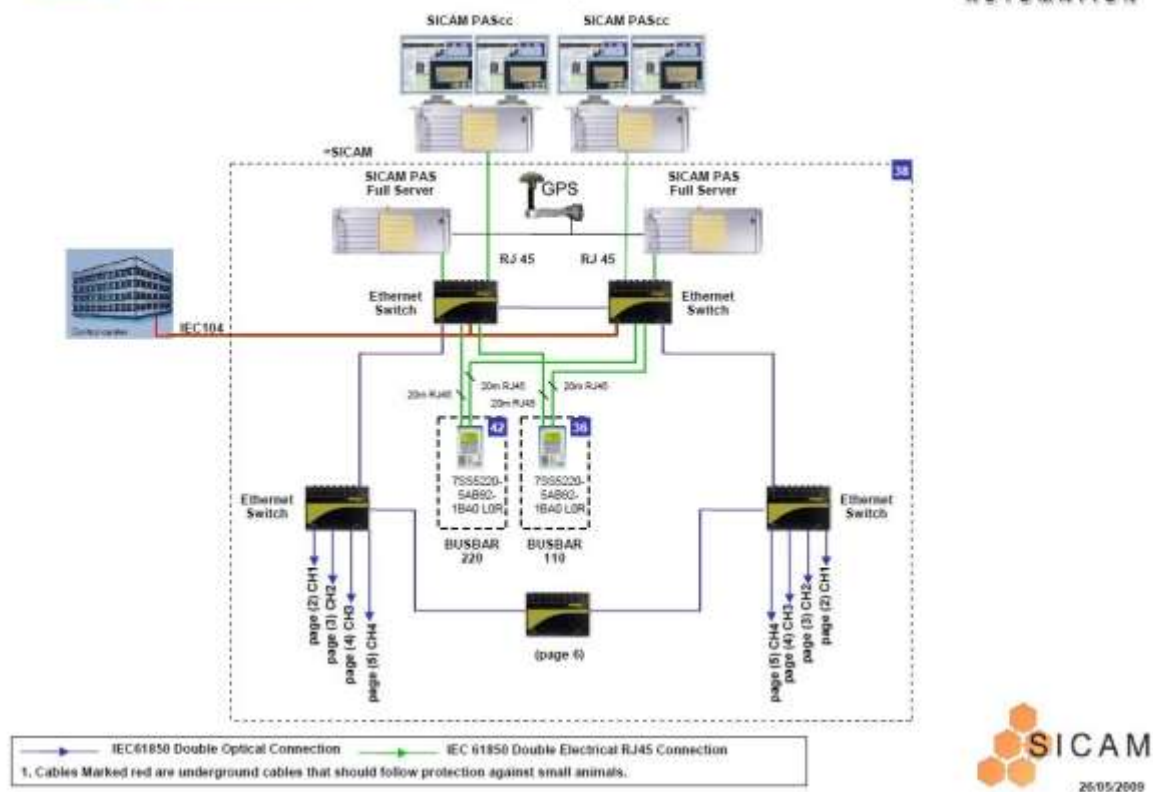 AUTOMATION
SICAM PAScc
SICAM PAScc
=SICAM
38
SICAM PAS
Full Server
GPS
SICAM PAS
Full Server
RJ 45
RJ 45
Ethernet
Switch
Ethernet
Switch
Control center
IEC104
20m RJ45
20m RJ45
20m RJ45
20m RJ45
42
36
7SS5220-
5AB92-
1BA0 L0R
7SS5220-
5AB92-
1BA0 L0R
BUSBAR
220
BUSBAR
110
Ethernet
Switch
Ethernet
Switch
page (2) CH1
page (3) CH2
page (4) CH3
page (5) CH4
page (5) CH4
page (4) CH3
page (3) CH2
page (2) CH1
(page 6)
IEC61850 Double Optical Connection
IEC 61850 Double Electrical RJ45 Connection
1. Cables Marked red are underground cables that should follow protection against small animals.
SICAM
26/05/2009